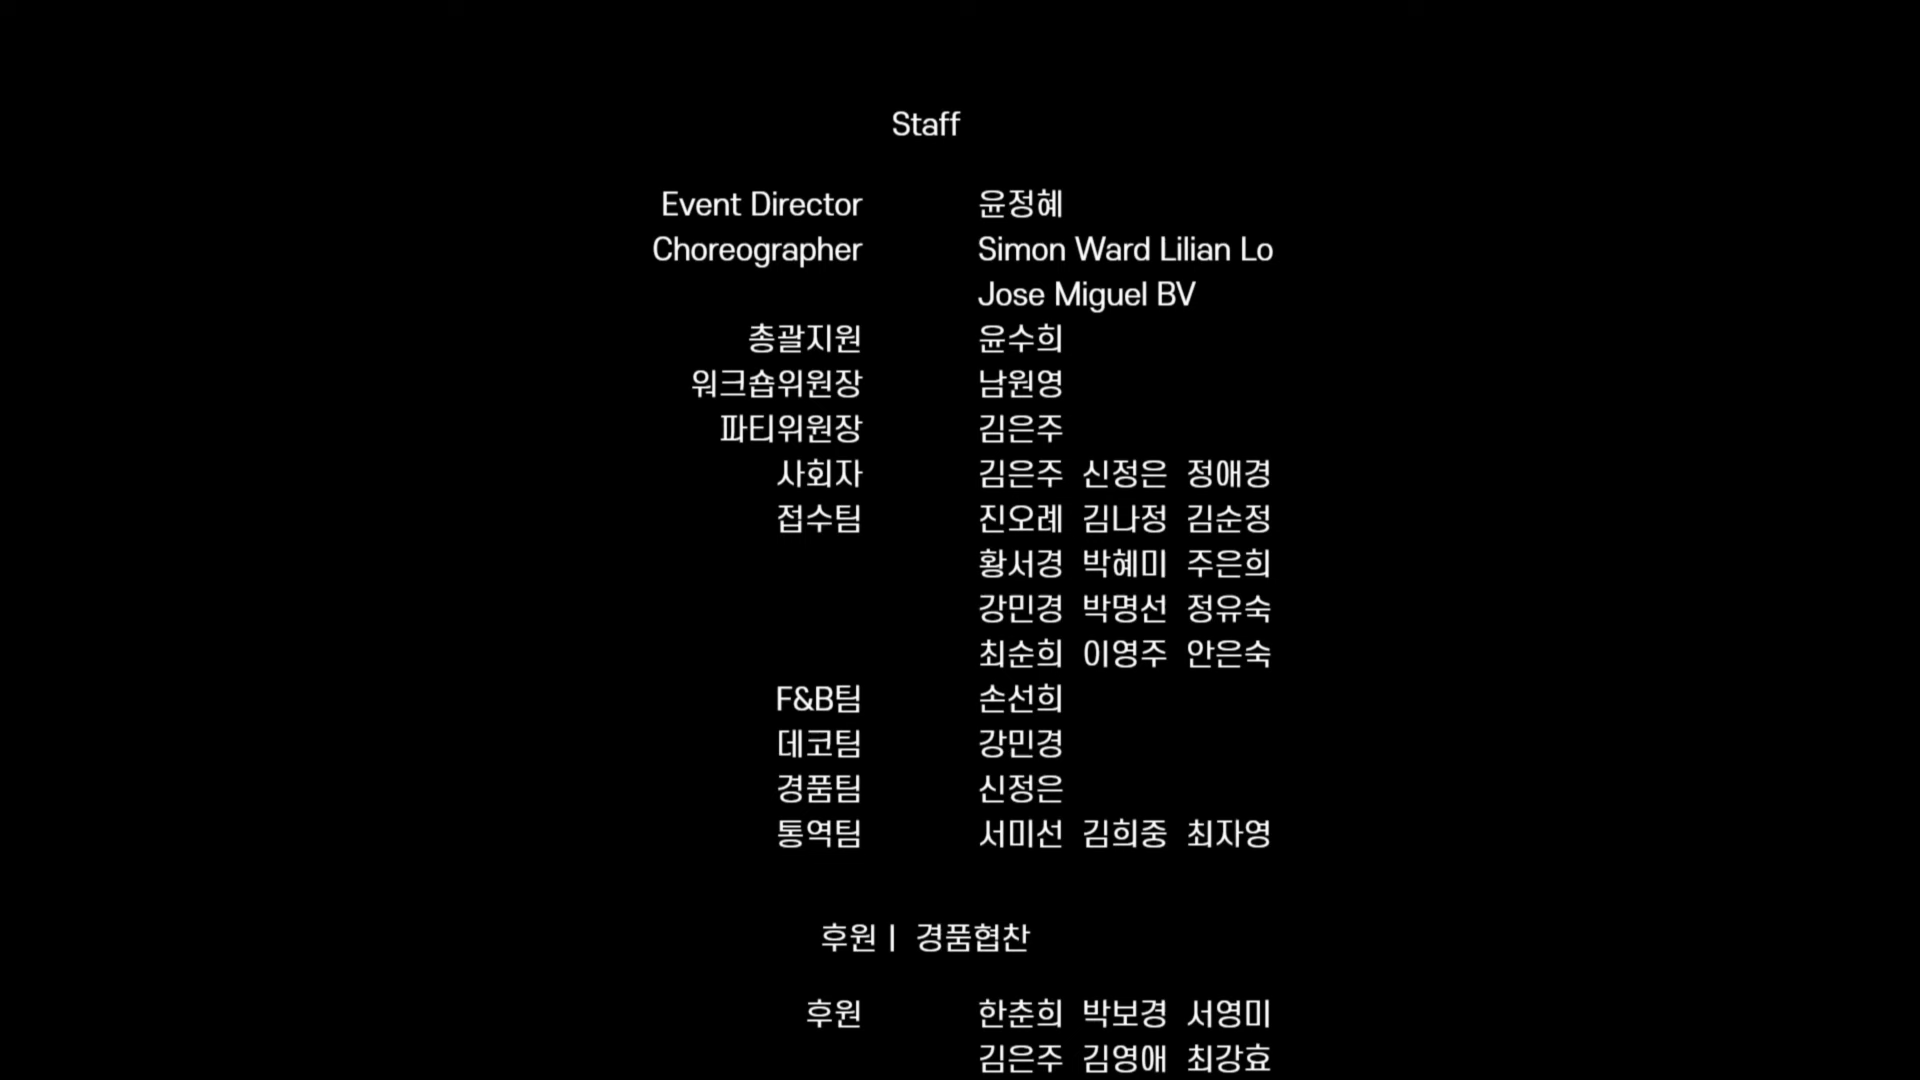 Staff
Event Director 윤정혜
Choreographer Simon Ward Lilian Lo
Jose Miguel BV
총괄지원 윤수희
워크숍위원장 남원영
파티위원장 김은주
사회자 김은주 신정은 정애경
접수팀 진오례 김나정 김순정
황서경 박혜미 주은희
강민경 박명선 정유숙
최순희 이영주 안은숙
F&B팀 손선희
데코팀 강민경
경품팀 신정은
통역팀 서미선 김희중 최자영
후원ㅣ 경품협찬
후원 한춘희 박보경 서영미
김은주 김영애 최강효